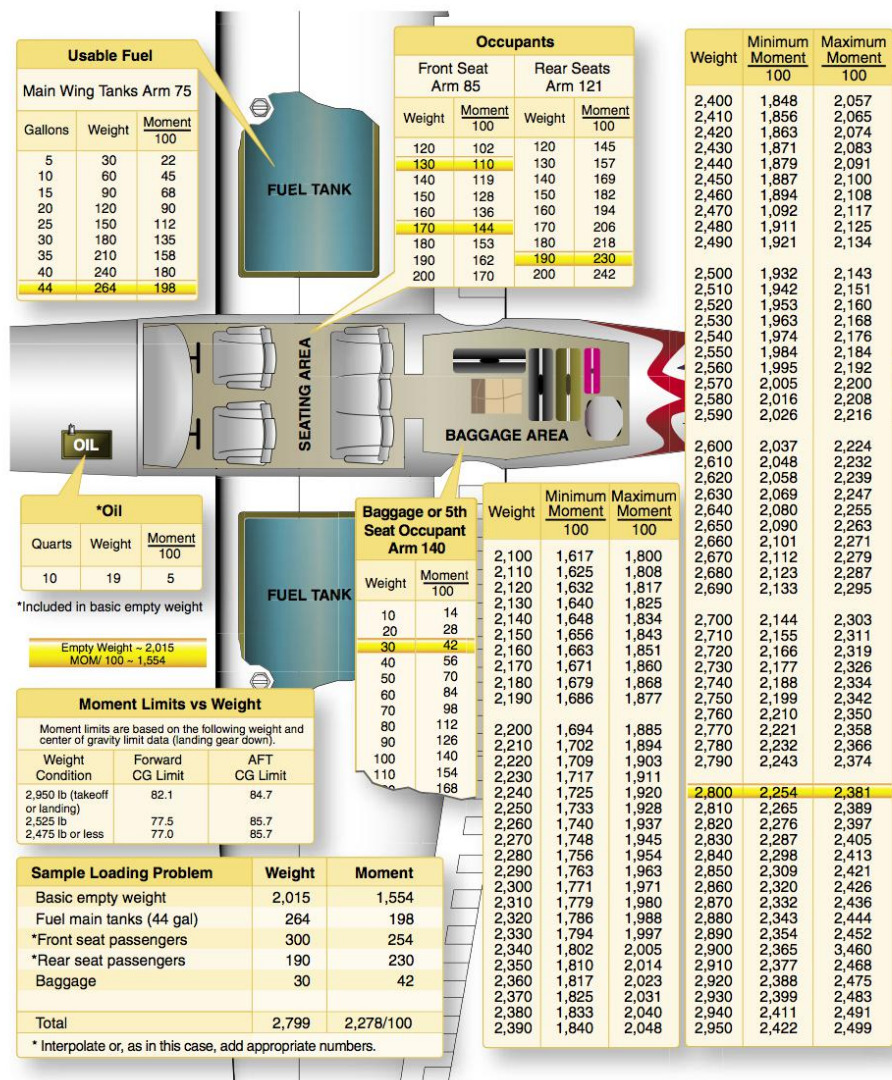 Usable Fuel
Main Wing Tanks Arm 75
Gallons Weight Moment
100
5 30 22
10 60 45
15 90 68
20 120 90
25 150 112
30 180 135
35 210 158
40 240 180
44 264 198
FUEL TANK
Occupants
Front Seat Rear Seats
Arm 85 Arm 121
Weight Moment Weight Moment
100 100
120 102 120 145
130 110 130 157
140 119 140 169
150 128 150 182
160 136 160 194
170 144 170 206
180 153 180 218
190 162 190 230
200 170 200 242
SEATING AREA
BAGGAGE AREA
OIL
*Oil
Quarts Weight Moment
100
10 19 5
*Included in basic empty weight
Empty Weight ~ 2,015
MOM/ 100 ~ 1,554
FUEL TANK
Baggage or 5th
Seat Occupant
Arm 140
Weight Moment
100
10 14
20 28
30 42
40 56
50 70
60 84
70 98
80 112
90 126
100 140
110 154
168
Moment Limits vs Weight
Moment limits are based on the following weight and
center of gravity limit data (landing gear down).
Weight Forward AFT
Condition CG Limit CG Limit
2,950 lb (takeoff 82.1 84.7
or landing)
2,525 lb 77.5 85.7
2,475 lb or less 77.0 85.7
Sample Loading Problem Weight Moment
Basic empty weight 2,015 1,554
Fuel main tanks (44 gal) 264 198
*Front seat passengers 300 254
*Rear seat passengers 190 230
Baggage 30 42
Total 2,799 2,278/100
* Interpolate or, as in this case, add appropriate numbers.
Weight Minimum Maximum
Moment Moment
100 100
2,100 1,617 1,800
2,110 1,625 1,808
2,120 1,632 1,817
2,130 1,640 1,825
2,140 1,648 1,834
2,150 1,656 1,843
2,160 1,663 1,851
2,170 1,671 1,860
2,180 1,679 1,868
2,190 1,686 1,877
2,200 1,694 1,885
2,210 1,702 1,894
2,220 1,709 1,903
2,230 1,717 1,911
2,240 1,725 1,920
2,250 1,733 1,928
2,260 1,740 1,937
2,270 1,748 1,945
2,280 1,756 1,954
2,290 1,763 1,963
2,300 1,771 1,971
2,310 1,779 1,980
2,320 1,786 1,988
2,330 1,794 1,997
2,340 1,802 2,005
2,350 1,810 2,014
2,360 1,817 2,023
2,370 1,825 2,031
2,380 1,833 2,040
2,390 1,840 2,048
Weight Minimum Maximum
Moment Moment
100 100
2,400 1,848 2,057
2,410 1,856 2,065
2,420 1,863 2,074
2,430 1,871 2,083
2,440 1,879 2,091
2,450 1,887 2,100
2,460 1,894 2,108
2,470 1,092 2,117
2,480 1,911 2,125
2,490 1,921 2,134
2,500 1,932 2,143
2,510 1,942 2,151
2,520 1,953 2,160
2,530 1,963 2,168
2,540 1,974 2,176
2,550 1,984 2,184
2,560 1,995 2,192
2,570 2,005 2,200
2,580 2,016 2,208
2,590 2,026 2,216
2,600 2,037 2,224
2,610 2,048 2,232
2,620 2,058 2,239
2,630 2,069 2,247
2,640 2,080 2,255
2,650 2,090 2,263
2,660 2,101 2,271
2,670 2,112 2,279
2,680 2,123 2,287
2,690 2,133 2,295
2,700 2,144 2,303
2,710 2,155 2,311
2,720 2,166 2,319
2,730 2,177 2,326
2,740 2,188 2,334
2,750 2,199 2,342
2,760 2,210 2,350
2,770 2,221 2,358
2,780 2,232 2,366
2,790 2,243 2,374
2,800 2,254 2,381
2,810 2,265 2,389
2,820 2,276 2,397
2,830 2,287 2,405
2,840 2,298 2,413
2,850 2,309 2,421
2,860 2,320 2,426
2,870 2,332 2,436
2,880 2,343 2,444
2,890 2,354 2,452
2,900 2,365 3,460
2,910 2,377 2,468
2,920 2,388 2,475
2,930 2,399 2,483
2,940 2,411 2,491
2,950 2,422 2,499